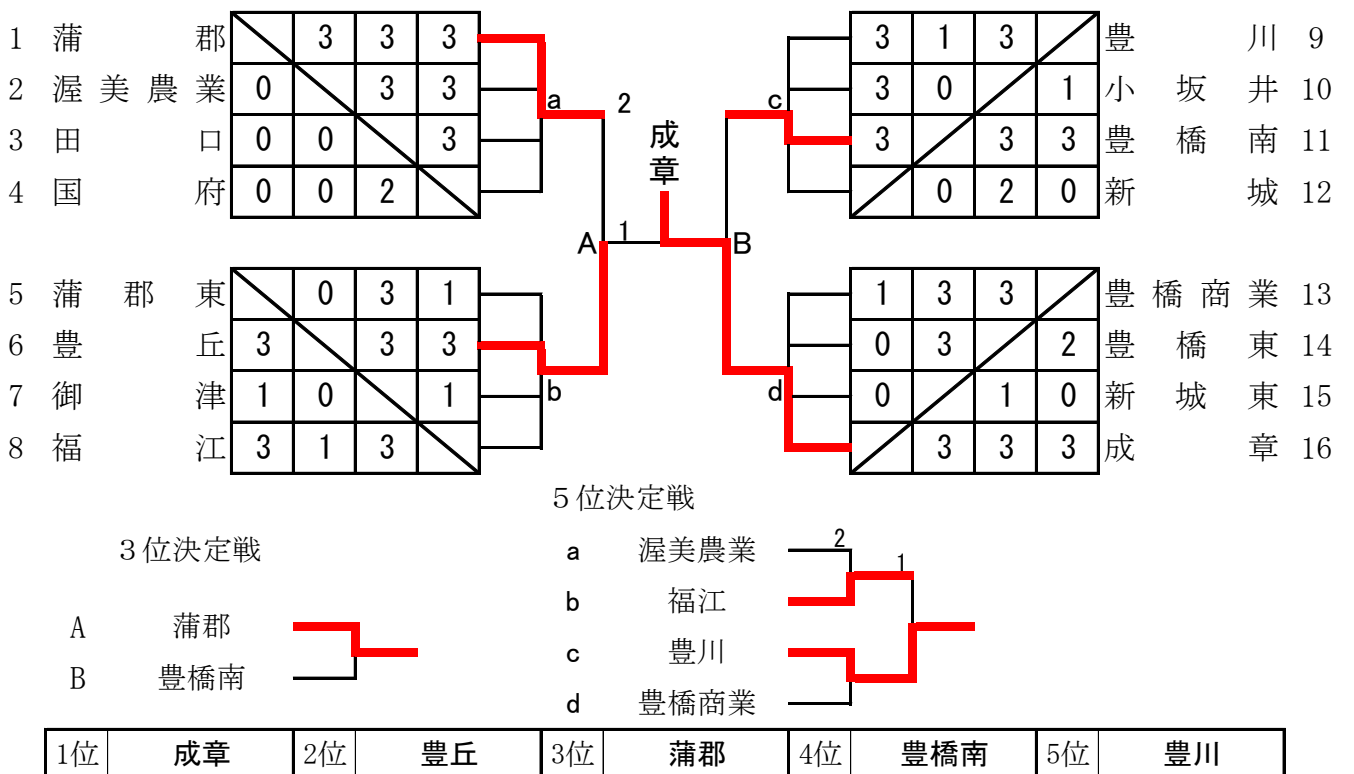 1 蒲郡 3 3 3
2 渥美農業 0 3 3
3 田口 0 0 3
4 国府 0 0 2
a 2
成章
c
3 1 3 豊川 9
3 0 1 小坂井 10
3 3 3 豊橋南 11
0 2 0 新城 12
A 1 B
5 蒲郡東 0 3 1
6 豊丘 3 3 3
7 御津 1 0 1
8 福江 3 1 3
b
d
1 3 3 豊橋商業 13
0 3 2 豊橋東 14
0 1 0 新城東 15
3 3 3 成章 16
3位決定戦
A 蒲郡
B 豊橋南
5位決定戦
a 渥美農業 2
b 福江 1
c 豊川
d 豊橋商業
1位 成章 2位 豊丘 3位 蒲郡 4位 豊橋南 5位 豊川